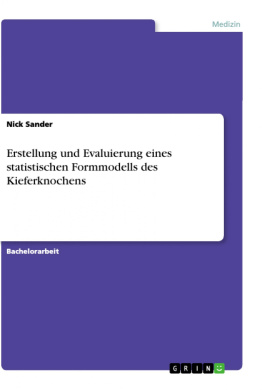 Medizin
Nick Sander
Erstellung und Evaluierung eines
statistischen Formmodells des
Kieferknochens
Bachelorarbeit
GRIN